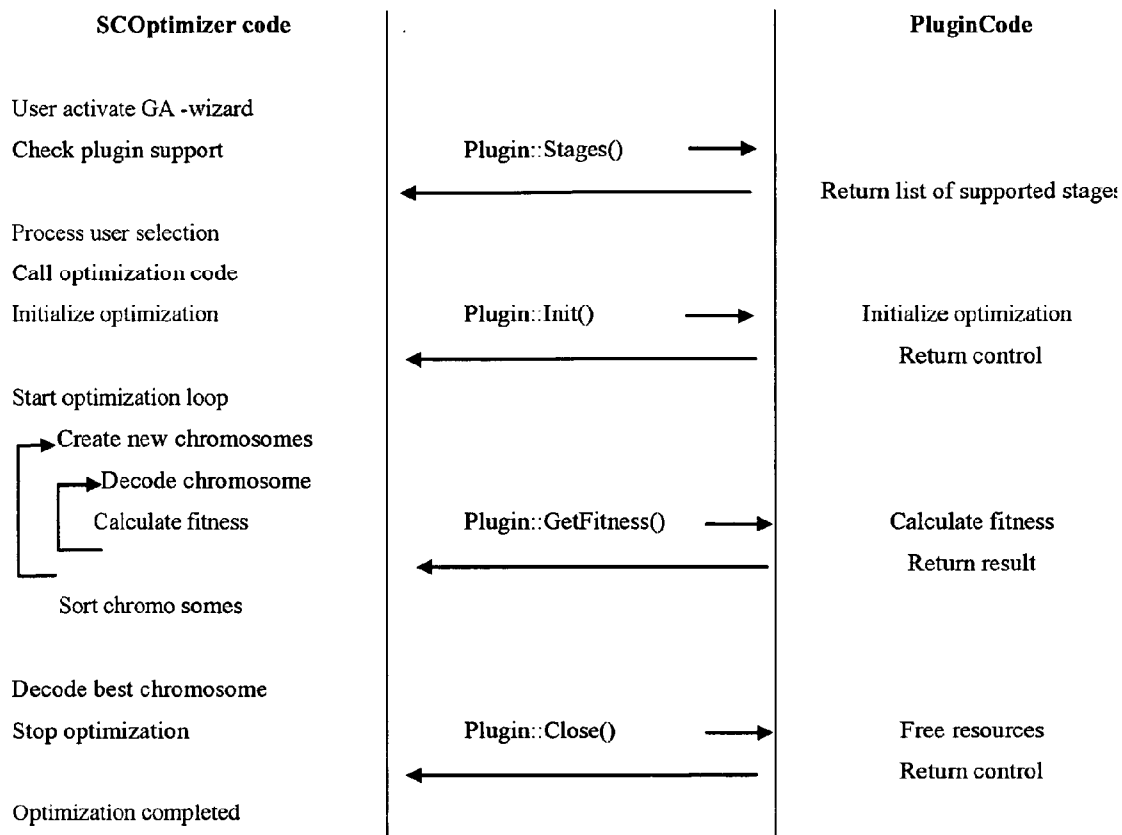 SCOptimizer code
PluginCode
User activate GA -wizard
Check plugin support
Plugin::Stages()
Return list of supported stages
Process user selection
Call optimization code
Initialize optimization
Plugin::Init()
Initialize optimization
Return control
Start optimization loop
Create new chromosomes
Decode chromosome
Calculate fitness
Plugin::GetFitness()
Calculate fitness
Return result
Sort chromo somes
Decode best chromosome
Stop optimization
Plugin::Close()
Free resources
Return control
Optimization completed